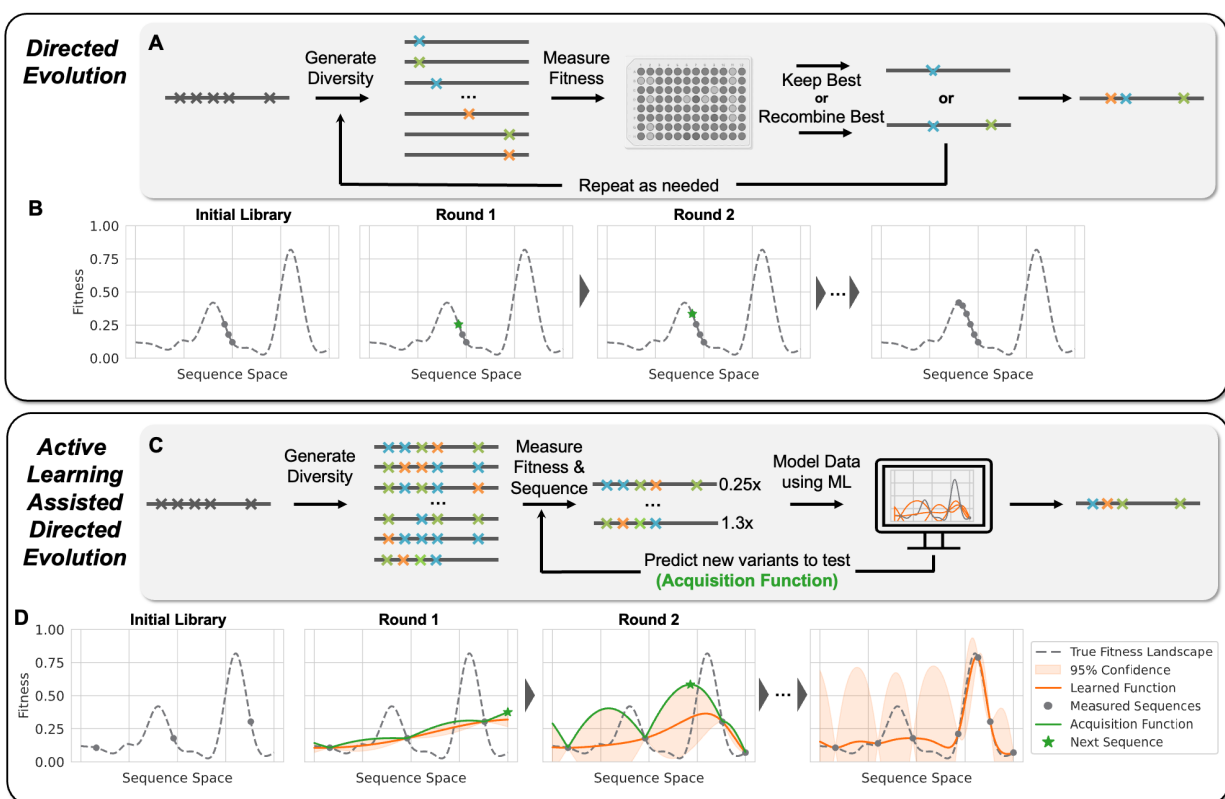 Directed
Evolution
A
Generate
Diversity
...
Measure
Fitness
Keep Best
or
Recombine Best
or
Repeat as needed
B
Initial Library
Round 1
Round 2
1.00
0.75
0.50
0.25
0.00
Fitness
...
Sequence Space
Sequence Space
Sequence Space
Sequence Space
Active
Learning
Assisted
Directed
Evolution
C
Generate
Diversity
...
Measure
Fitness &
Sequence
0.25x
...
1.3x
Model Data
using ML
Predict new variants to test
(Acquisition Function)
D
Initial Library
Round 1
Round 2
1.00
0.75
0.50
0.25
0.00
Fitness
...
Sequence Space
Sequence Space
Sequence Space
Sequence Space
True Fitness Landscape
95% Confidence
Learned Function
Measured Sequences
Acquisition Function
Next Sequence